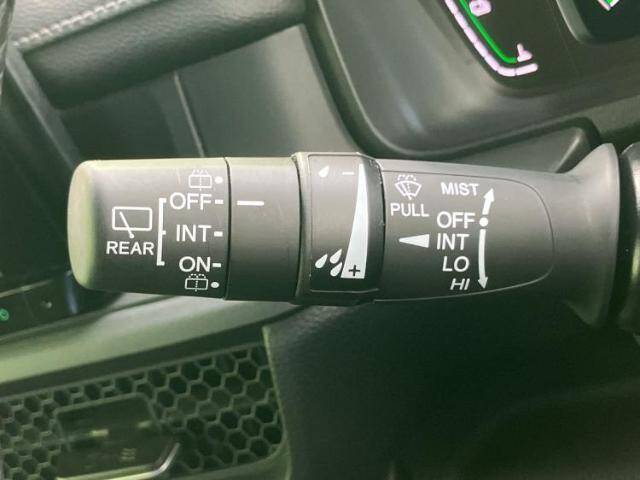 OFF
REAR
INT
ON
-
+
PULL
MIST
OFF
INT
LO
HI